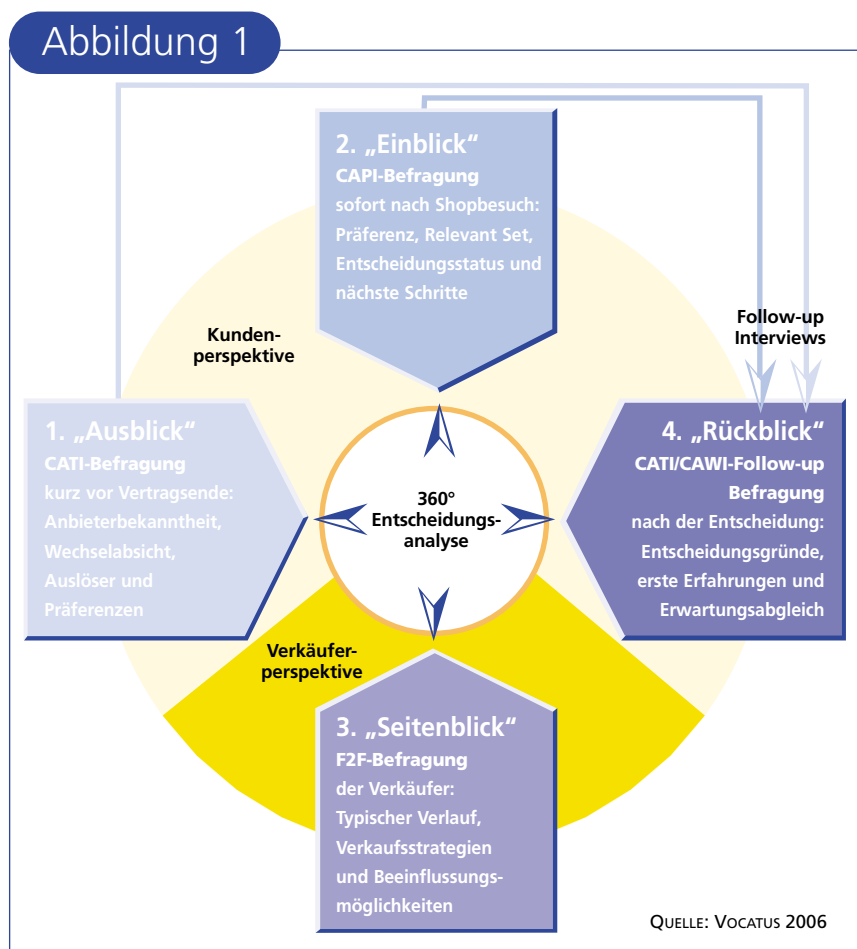 Abbildung 1
2. „Einblick“
CAPI-Befragung
sofort nach Shopbesuch:
Präferenz, Relevant Set,
Entscheidungsstatus und
nächste Schritte
Kunden-
perspektive
Follow-up
Interviews
1. „Ausblick“
CATI-Befragung
kurz vor Vertragsende:
Anbieterbekanntheit,
Wechselabsicht,
Auslöser und
Präferenzen
360°
Entscheidungs-
analyse
4. „Rückblick“
CATI/CAWI-Follow-up
Befragung
nach der Entscheidung:
Entscheidungsgründe,
erste Erfahrungen und
Erwartungsabgleich
Verkäufer-
perspektive
3. „Seitenblick“
F2F-Befragung
der Verkäufer:
Typischer Verlauf,
Verkaufsstrategien
und Beeinflussungs-
möglichkeiten
QUELLE: VOCATUS 2006